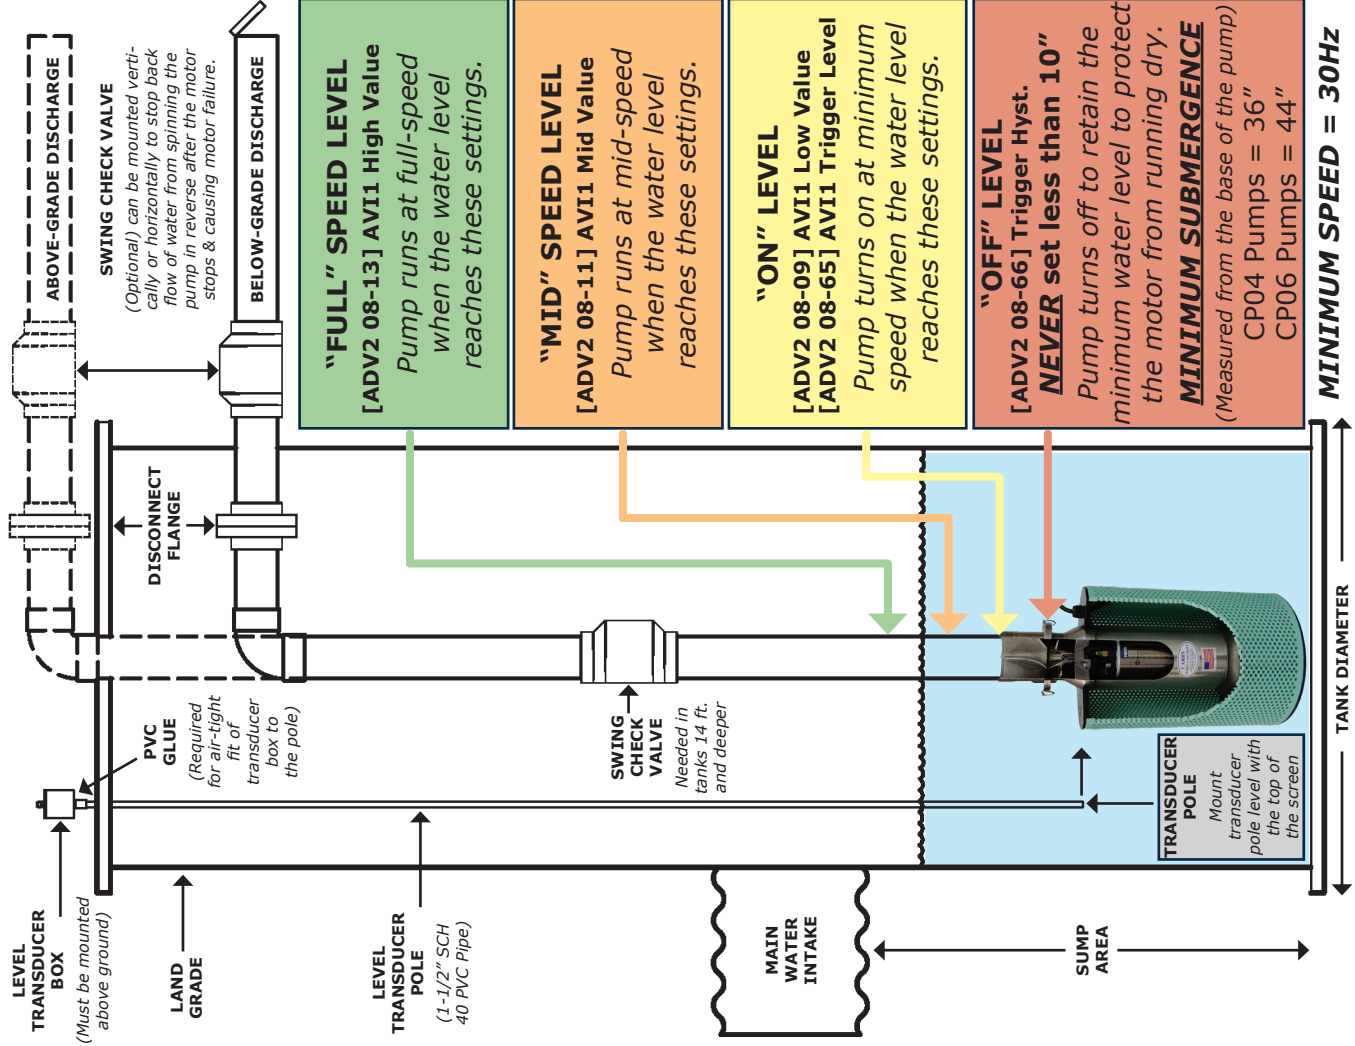 ABOVE-GRADE DISCHARGE
SWING CHECK VALVE
(Optional) can be mounted verti-
cally or horizontally to stop back
flow of water from spinning the
pump in reverse after the motor
stops & causing motor failure.
BELOW-GRADE DISCHARGE
DISCONNECT
FLANGE
LEVEL
TRANSDUCER
BOX
(Must be mounted
above ground)
PVC
GLUE
(Required
for air-tight
fit of
transducer
box to
the pole)
LAND
GRADE
LEVEL
TRANSDUCER
POLE
(1-1/2” SCH
40 PVC Pipe)
SWING
CHECK
VALVE
Needed in
tanks 14 ft.
and deeper
MAIN
WATER
INTAKE
SUMP
AREA
TRANSDUCER
POLE
Mount
transducer
pole level with
the top of
the screen
TANK DIAMETER
“FULL” SPEED LEVEL
[ADV2 08-13] AVI1 High Value
Pump runs at full-speed
when the water level
reaches these settings.
“MID” SPEED LEVEL
[ADV2 08-11] AVI1 Mid Value
Pump runs at mid-speed
when the water level
reaches these settings.
“ON” LEVEL
[ADV2 08-09] AVI1 Low Value
[ADV2 08-65] AVI1 Trigger Level
Pump turns on at minimum
speed when the water level
reaches these settings.
“OFF” LEVEL
[ADV2 08-66] Trigger Hyst.
NEVER set less than 10”
Pump turns off to retain the
minimum water level to protect
the motor from running dry.
MINIMUM SUBMERGENCE
(Measured from the base of the pump)
CP04 Pumps = 36”
CP06 Pumps = 44”
MINIMUM SPEED = 30Hz